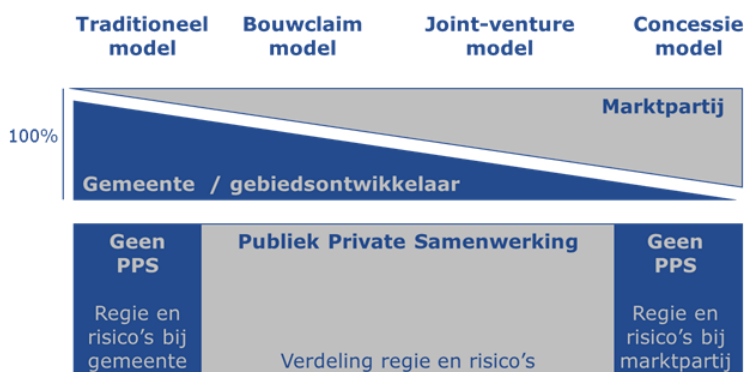 Traditioneel model
Bouwclaim model
Joint-venture model
Concessie model
100%
Marktpartij
Gemeente / gebiedsontwikkelaar
Geen
PPS
Regie en
risico's bij
gemeente
Publiek Private Samenwerking
Verdeling regie en risico's
Geen
PPS
Regie en
risico's bij
marktpartij